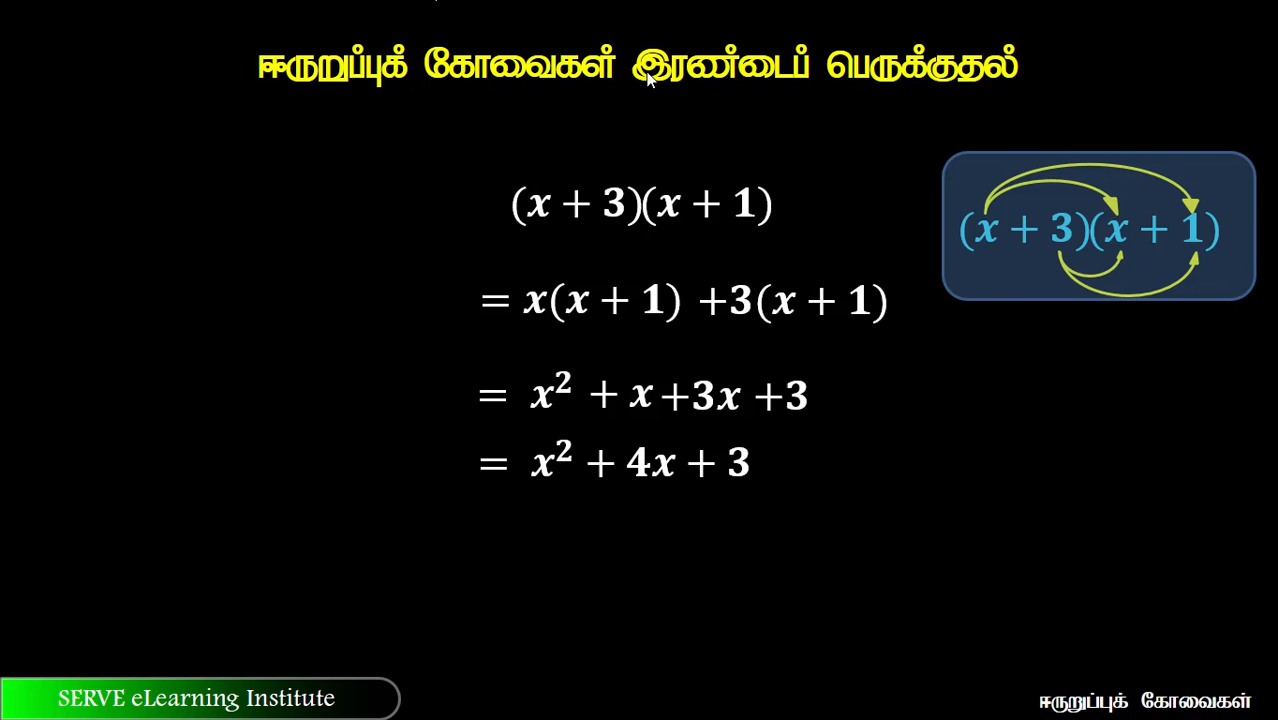 ஈருறுப்புக் கோவைகள் இரண்டைப் பெருக்குதல்
(x + 3)(x + 1)
(x + 3)(x + 1)
= x(x + 1) +3(x + 1)
= x² + x +3x +3
= x² + 4x + 3
SERVE eLearning Institute
ஈருறுப்புக் கோவைகள்